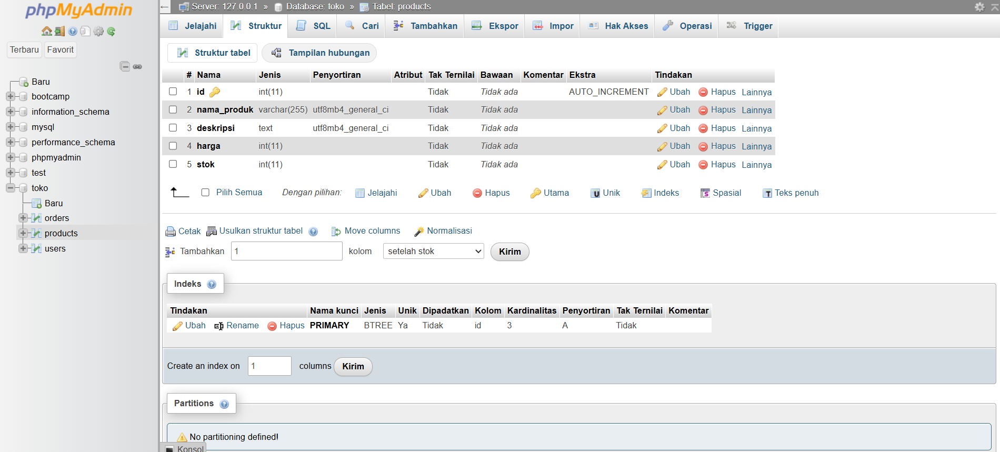 phpMyAdmin
Terbaru Favorit
Baru
bootcamp
information_schema
mysql
performance_schema
phpmyadmin
test
toko
Baru
orders
products
users
Server: 127.0.0.1 » Database: toko » Tabel: products
Jelajahi Struktur SQL Cari Tambahkan Ekspor Impor Hak Akses Operasi Trigger
Struktur tabel Tampilan hubungan
# Nama Jenis Penyortiran Atribut Tak Ternilai Bawaan Komentar Ekstra Tindakan
1 id int(11) Tidak Tidak ada AUTO_INCREMENT Ubah Hapus Lainnya
2 nama_produk varchar(255) utf8mb4_general_ci Tidak Tidak ada Ubah Hapus Lainnya
3 deskripsi text utf8mb4_general_ci Tidak Tidak ada Ubah Hapus Lainnya
4 harga int(11) Tidak Tidak ada Ubah Hapus Lainnya
5 stok int(11) Tidak Tidak ada Ubah Hapus Lainnya
Pilih Semua Dengan pilihan: Jelajahi Ubah Hapus Utama Unik Indeks Spasial Teks penuh
Cetak Usulkan struktur tabel Move columns Normalisasi
Tambahkan 1 kolom setelah stok Kirim
Indeks
Tindakan Nama kunci Jenis Unik Dipadatkan Kolom Kardinalitas Penyortiran Tak Ternilai Komentar
Ubah Rename Hapus PRIMARY BTREE Ya Tidak id 3 A Tidak
Create an index on 1 columns Kirim
Partitions
No partitioning defined!
Konsol